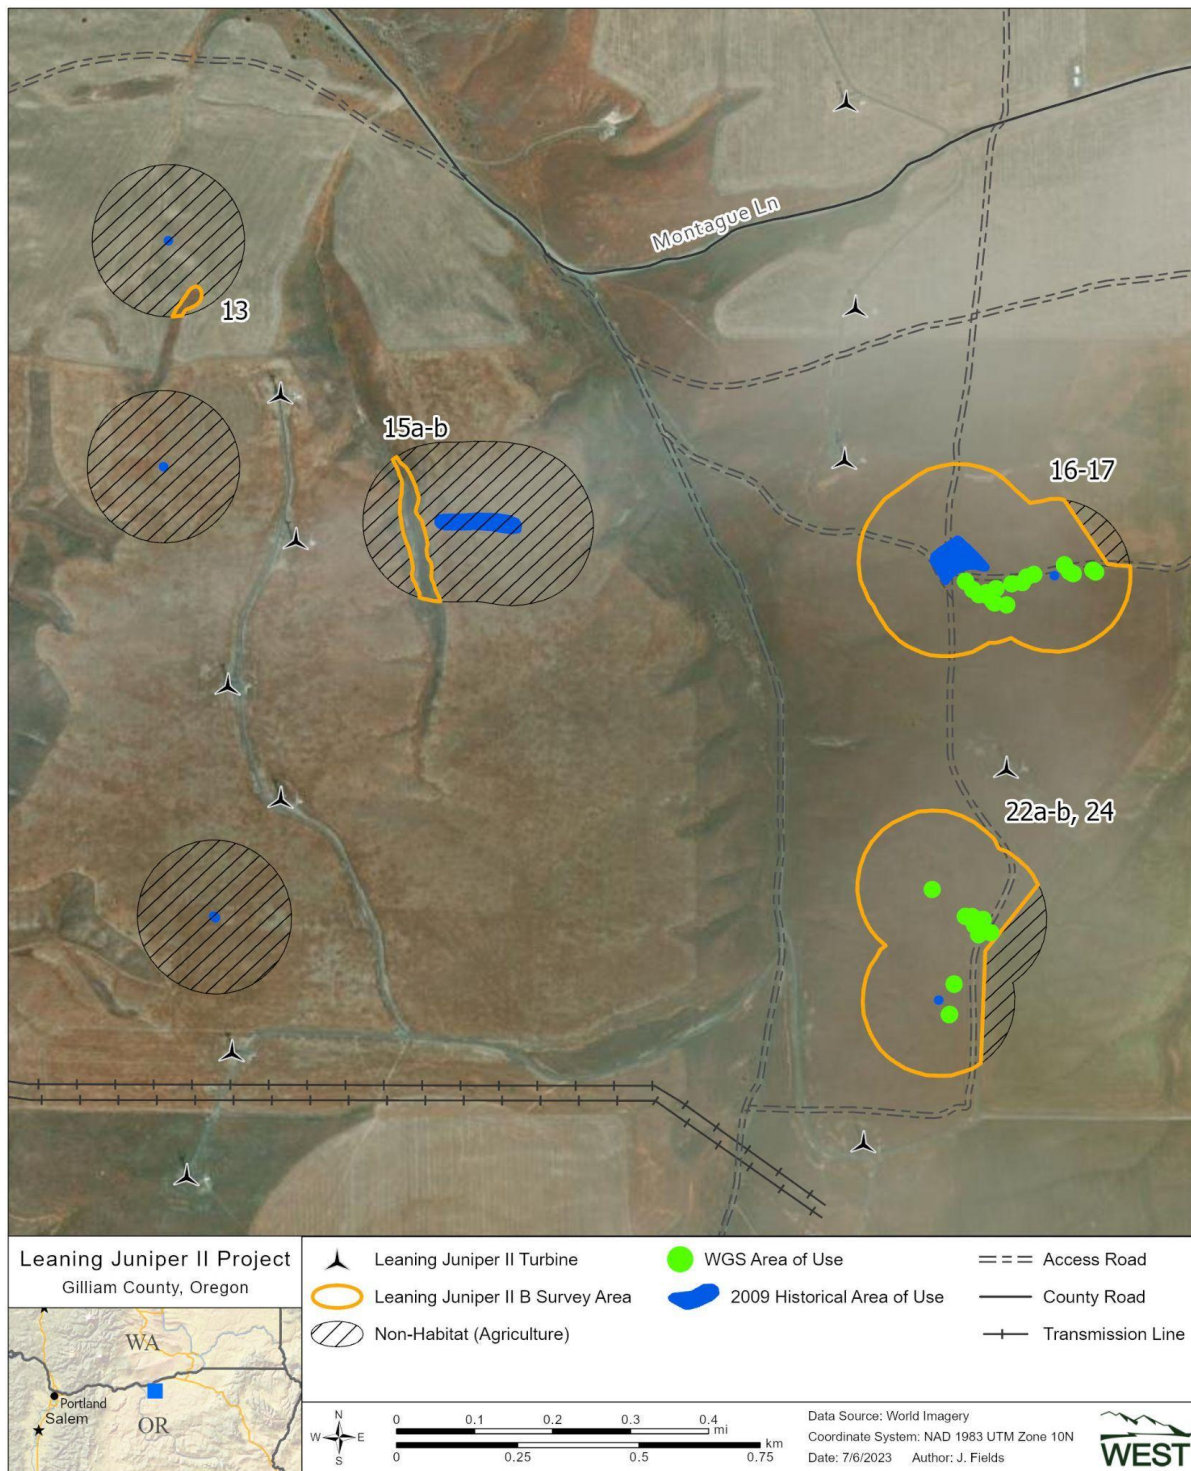 Montague Ln
13
15a-b
16-17
22a-b, 24
Leaning Juniper II Project
Gilliam County, Oregon
WA
Portland
Salem
OR
Leaning Juniper II Turbine
Leaning Juniper II B Survey Area
Non-Habitat (Agriculture)
WGS Area of Use
2009 Historical Area of Use
Access Road
County Road
Transmission Line
N
W E
S
0 0.1 0.2 0.3 0.4
mi
km
0 0.25 0.5 0.75
Data Source: World Imagery
Coordinate System: NAD 1983 UTM Zone 10N
Date: 7/6/2023 Author: J. Fields
WEST